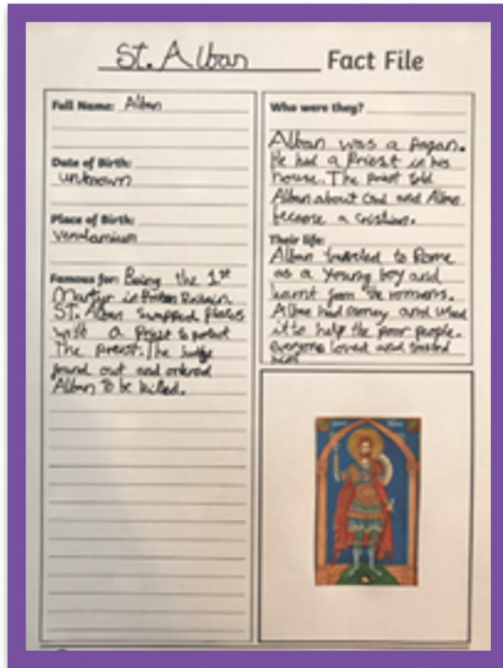 St. Alban Fact File
Full Name: Alban
Date of Birth:
unknown
Place of Birth:
Verulamium
Famous for: Being the 1st
Martyr in Britain.
ST. Alban swapped places
with a Priest to protect
The priest. The Judge
found out and ordered
Alban To be killed.
Who were they?
Alban was a Pagan.
He had a Priest in his
house. The priest told
Alban about God and Alban
became a
Their life:
Alban traveled to Rome
as a young boy and
learnt from the romans.
Alban had money and used
it to help the poor people.
Everyone loved and trusted
him